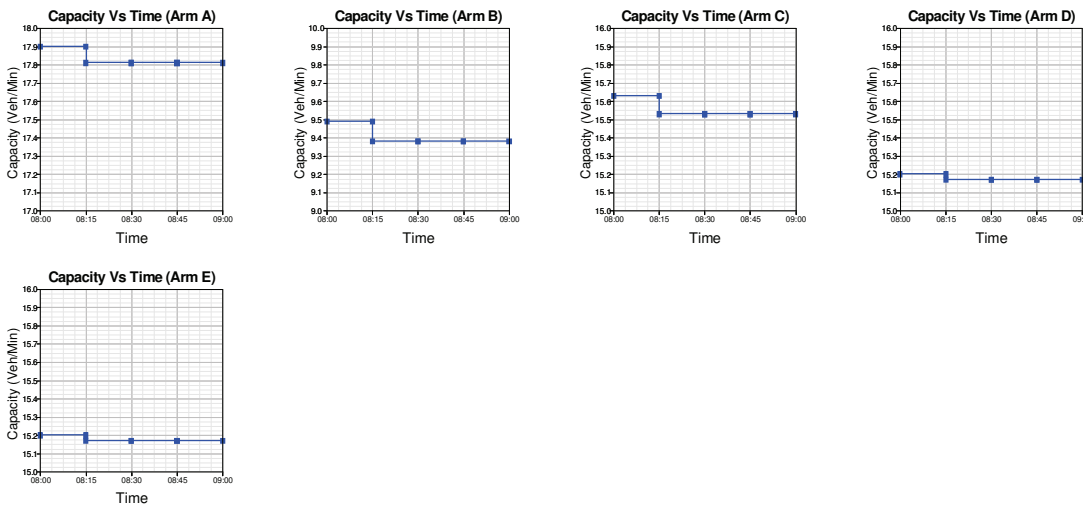 Capacity Vs Time (Arm A)
Capacity (Veh/Min)
18.0
17.9
17.8
17.7
17.6
17.5
17.4
17.3
17.2
17.1
17.0
08:00 08:15 08:30 08:45 09:00
Time
Capacity Vs Time (Arm B)
Capacity (Veh/Min)
10.0
9.9
9.8
9.7
9.6
9.5
9.4
9.3
9.2
9.1
9.0
08:00 08:15 08:30 08:45 09:00
Time
Capacity Vs Time (Arm C)
Capacity (Veh/Min)
16.0
15.9
15.8
15.7
15.6
15.5
15.4
15.3
15.2
15.1
15.0
08:00 08:15 08:30 08:45 09:00
Time
Capacity Vs Time (Arm D)
Capacity (Veh/Min)
16.0
15.9
15.8
15.7
15.6
15.5
15.4
15.3
15.2
15.1
15.0
08:00 08:15 08:30 08:45
Time
Capacity Vs Time (Arm E)
Capacity (Veh/Min)
16.0
15.9
15.8
15.7
15.6
15.5
15.4
15.3
15.2
15.1
15.0
08:00 08:15 08:30 08:45 09:00
Time